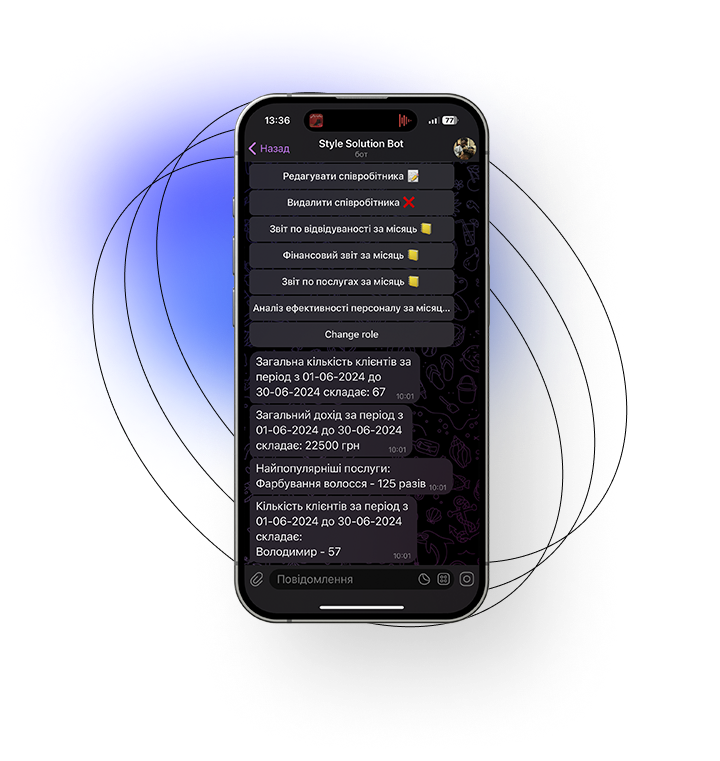 13:36
77
Назад
Style Solution Bot
бот
Редагувати співробітника
Видалити співробітника
Звіт по відвідуваності за місяць
Фінансовий звіт за місяць
Звіт по послугах за місяць
Аналіз ефективності персоналу за місяц...
Change role
Загальна кількість клієнтів за
період з 01-06-2024 до
30-06-2024 складає: 67 10:01
Загальний дохід за період з
01-06-2024 до 30-06-2024
складає: 22500 грн 10:01
Найпопулярніші послуги:
Фарбування волосся - 125 разів 10:01
Кількість клієнтів за період з
01-06-2024 до 30-06-2024
складає:
Володимир - 57 10:01
Повідомлення